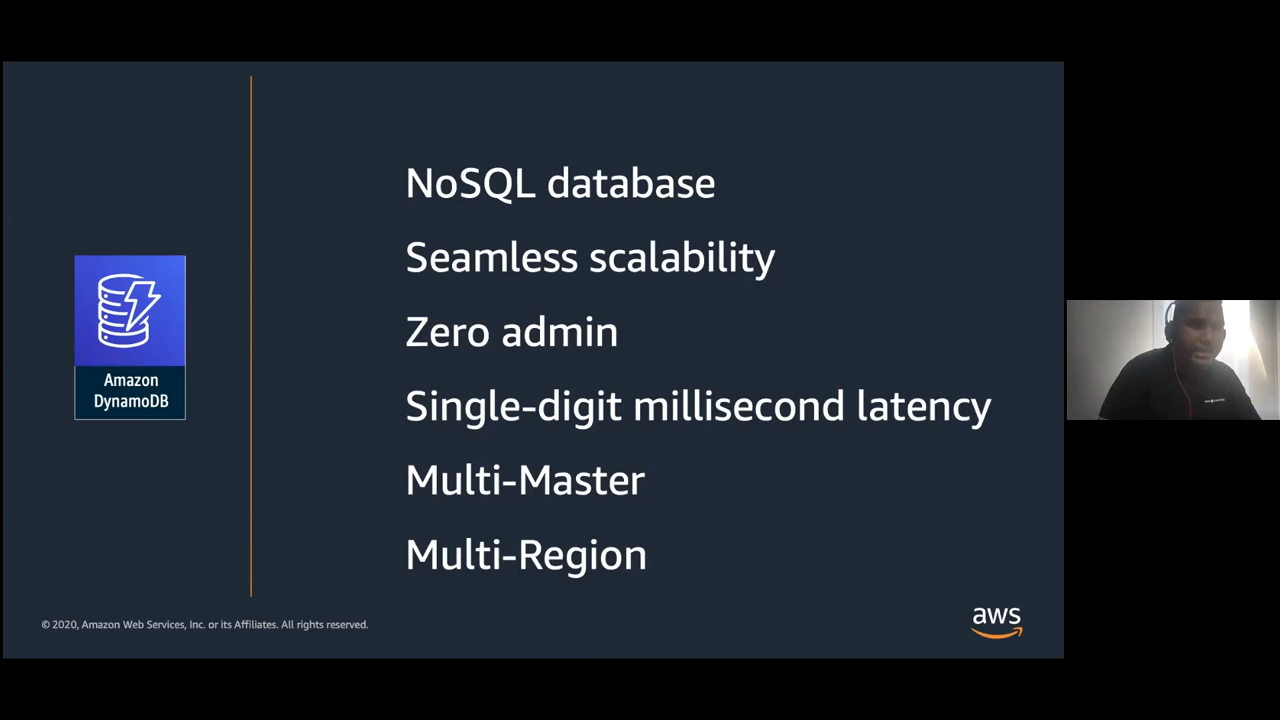 NoSQL database
Seamless scalability
Zero admin
Single-digit millisecond latency
Multi-Master
Multi-Region
Amazon
DynamoDB
© 2020, Amazon Web Services, Inc. or its Affiliates. All rights reserved.
aws